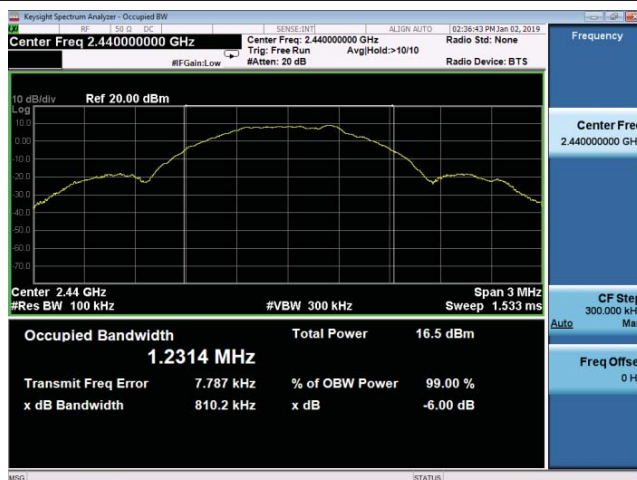 Keysight Spectrum Analyzer - Occupied BW
RF 50 Ω DC SENSE:INT ALIGN AUTO 02:36:43 PM Jan 02, 2019
Center Freq 2.440000000 GHz
Center Freq: 2.440000000 GHz
Radio Std: None
Trig: Free Run Avg|Hold:>10/10
#IFGain:Low #Atten: 20 dB Radio Device: BTS
Frequency
10 dB/div Ref 20.00 dBm
Log
10.0
0.00
-10.0
-20.0
-30.0
-40.0
-50.0
-60.0
-70.0
Center 2.44 GHz Span 3 MHz
#Res BW 100 kHz #VBW 300 kHz Sweep 1.533 ms
Occupied Bandwidth Total Power 16.5 dBm
1.2314 MHz
Transmit Freq Error 7.787 kHz % of OBW Power 99.00 %
x dB Bandwidth 810.2 kHz x dB -6.00 dB
Center Fre
2.440000000 GH
CF Step
300.000 kH
Auto Ma
Freq Offse
0 H
MSG STATUS